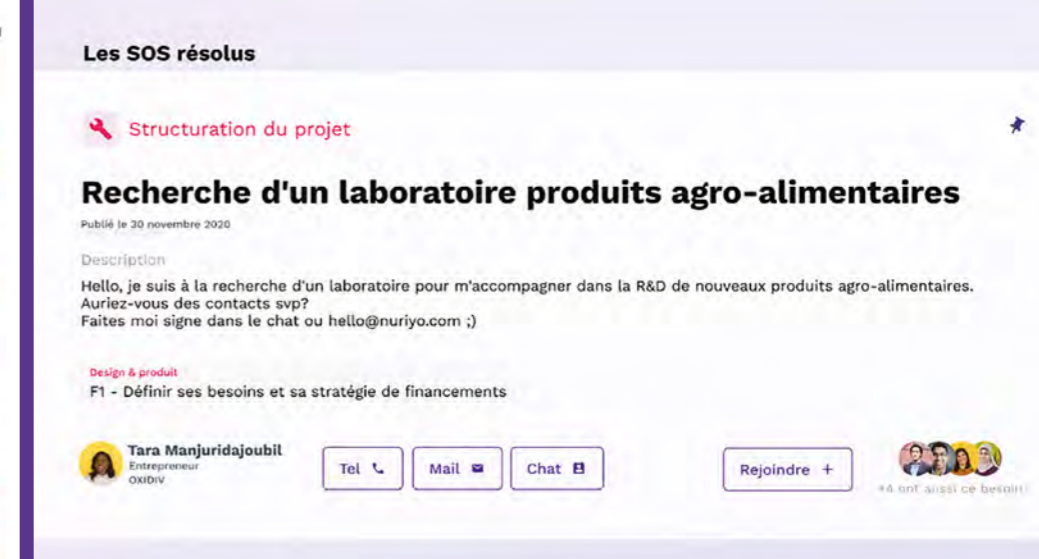 Les SOS résolus
Structuration du projet
Recherche d'un laboratoire produits agro-alimentaires
Publié le 30 novembre 2020
Description
Hello, je suis à la recherche d'un laboratoire pour m'accompagner dans la R&D de nouveaux produits agro-alimentaires.
Auriez-vous des contacts svp?
Faites moi signe dans le chat ou hello@nuriyo.com ;)
Design & produit
F1 - Définir ses besoins et sa stratégie de financements
Tara Manjuridajoubil
Entrepreneur
OXIDIV
Tel
Mail
Chat
Rejoindre +
+4 ont aussi ce besoin